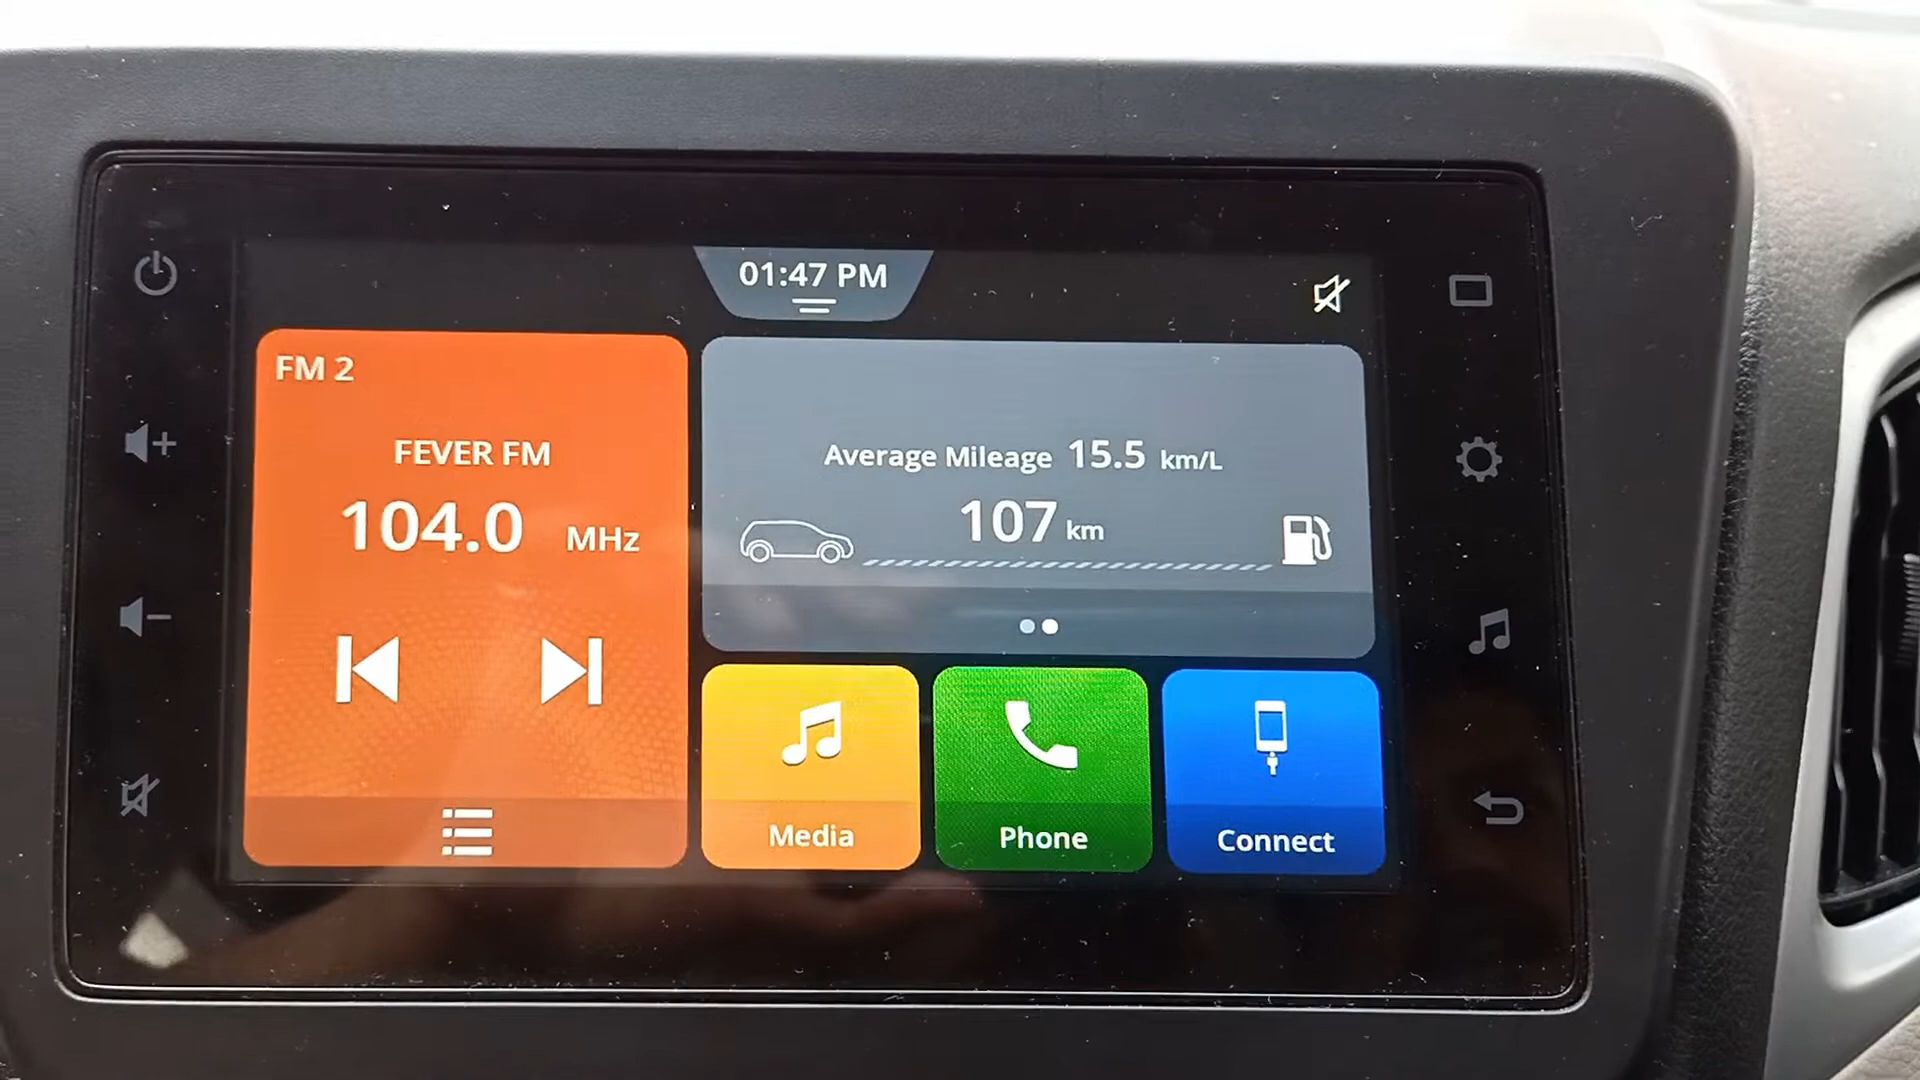 01:47 PM
FM 2
FEVER FM
104.0 MHz
Average Mileage 15.5 km/L
107 km
Media
Phone
Connect